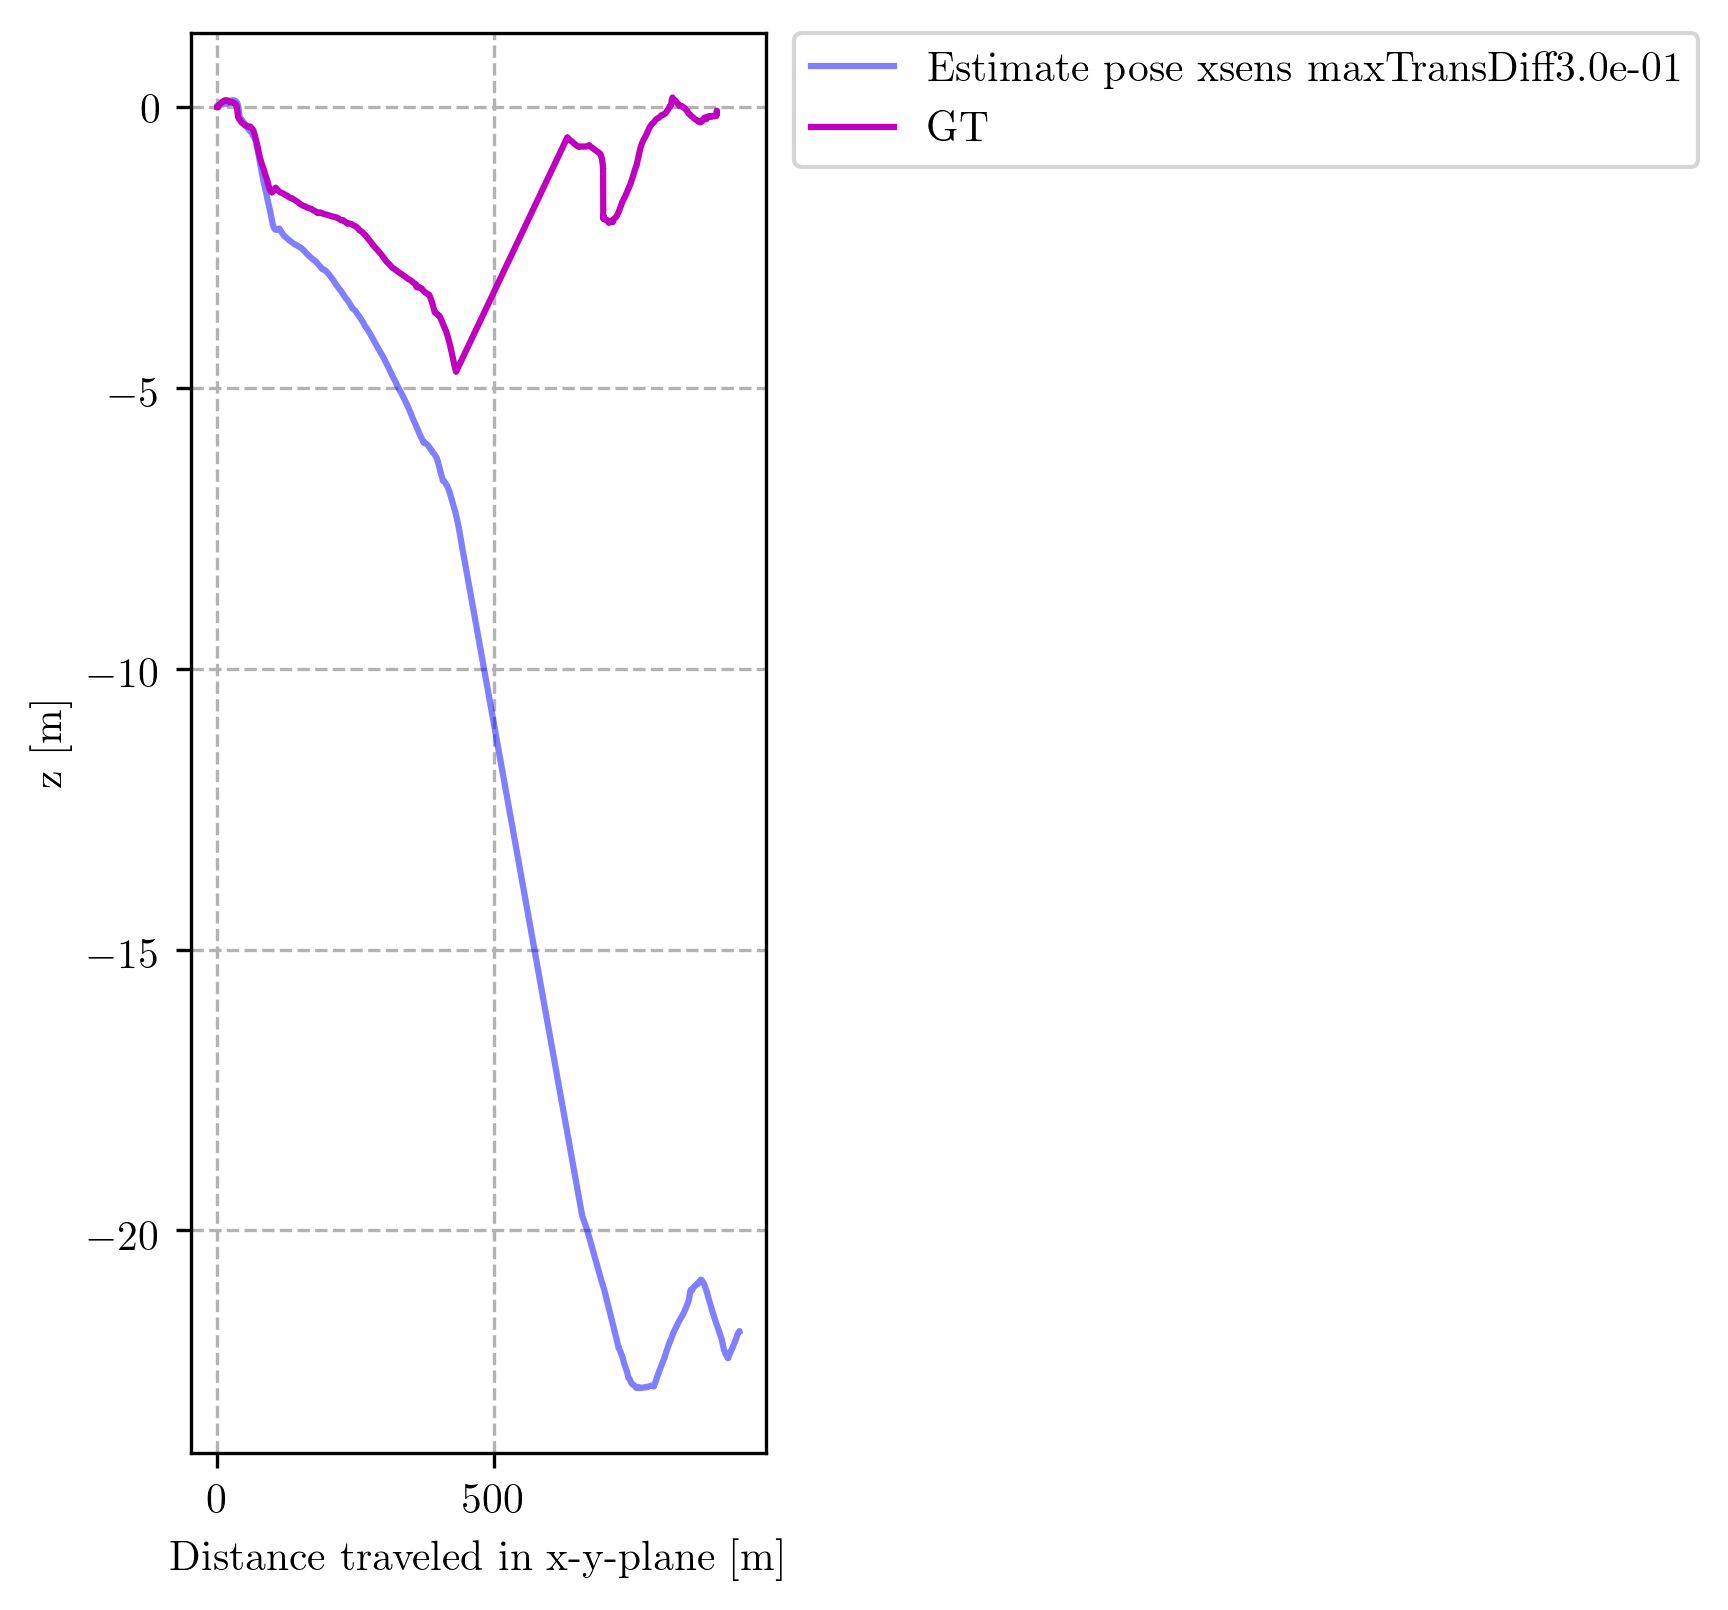 Estimate pose xsens maxTransDiff3.0e-01
GT
0
−5
−10
−15
−20
z [m]
0 500
Distance traveled in x-y-plane [m]